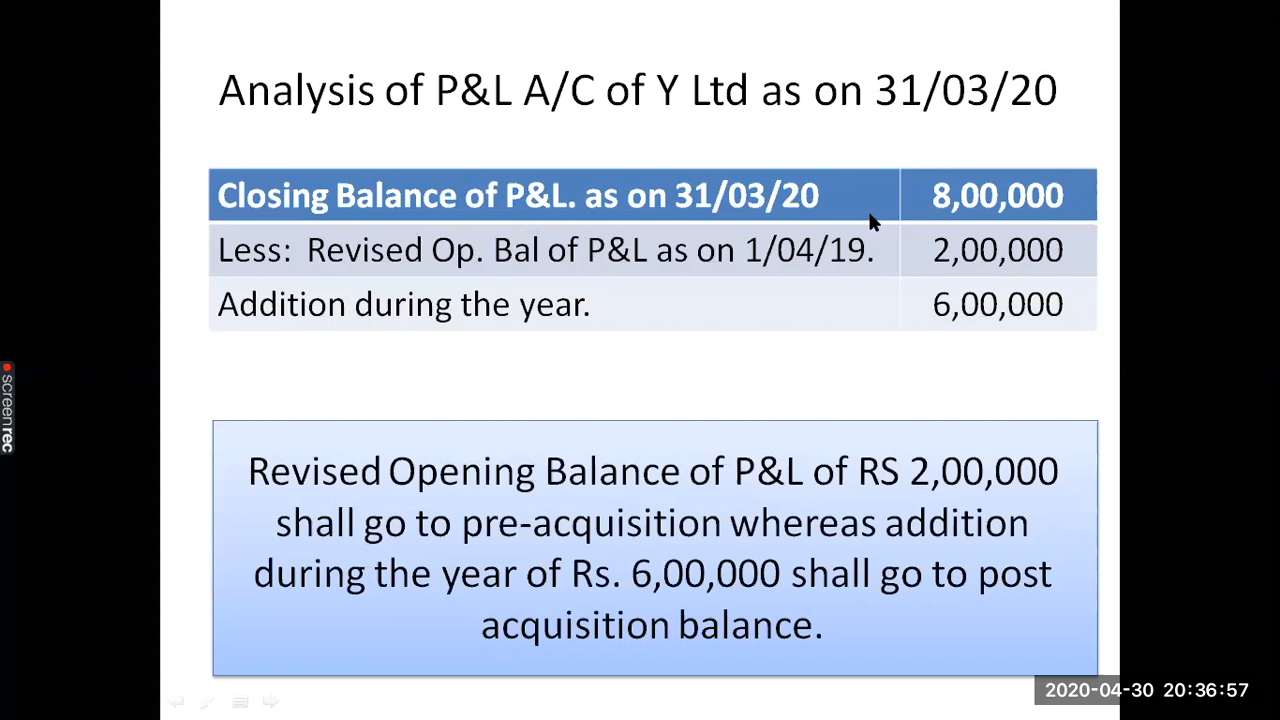 Analysis of P&L A/C of Y Ltd as on 31/03/20
Closing Balance of P&L. as on 31/03/20 8,00,000
Less: Revised Op. Bal of P&L as on 1/04/19. 2,00,000
Addition during the year. 6,00,000
Revised Opening Balance of P&L of RS 2,00,000
shall go to pre-acquisition whereas addition
during the year of Rs. 6,00,000 shall go to post
acquisition balance.
screenrec
2020-04-30 20:36:57